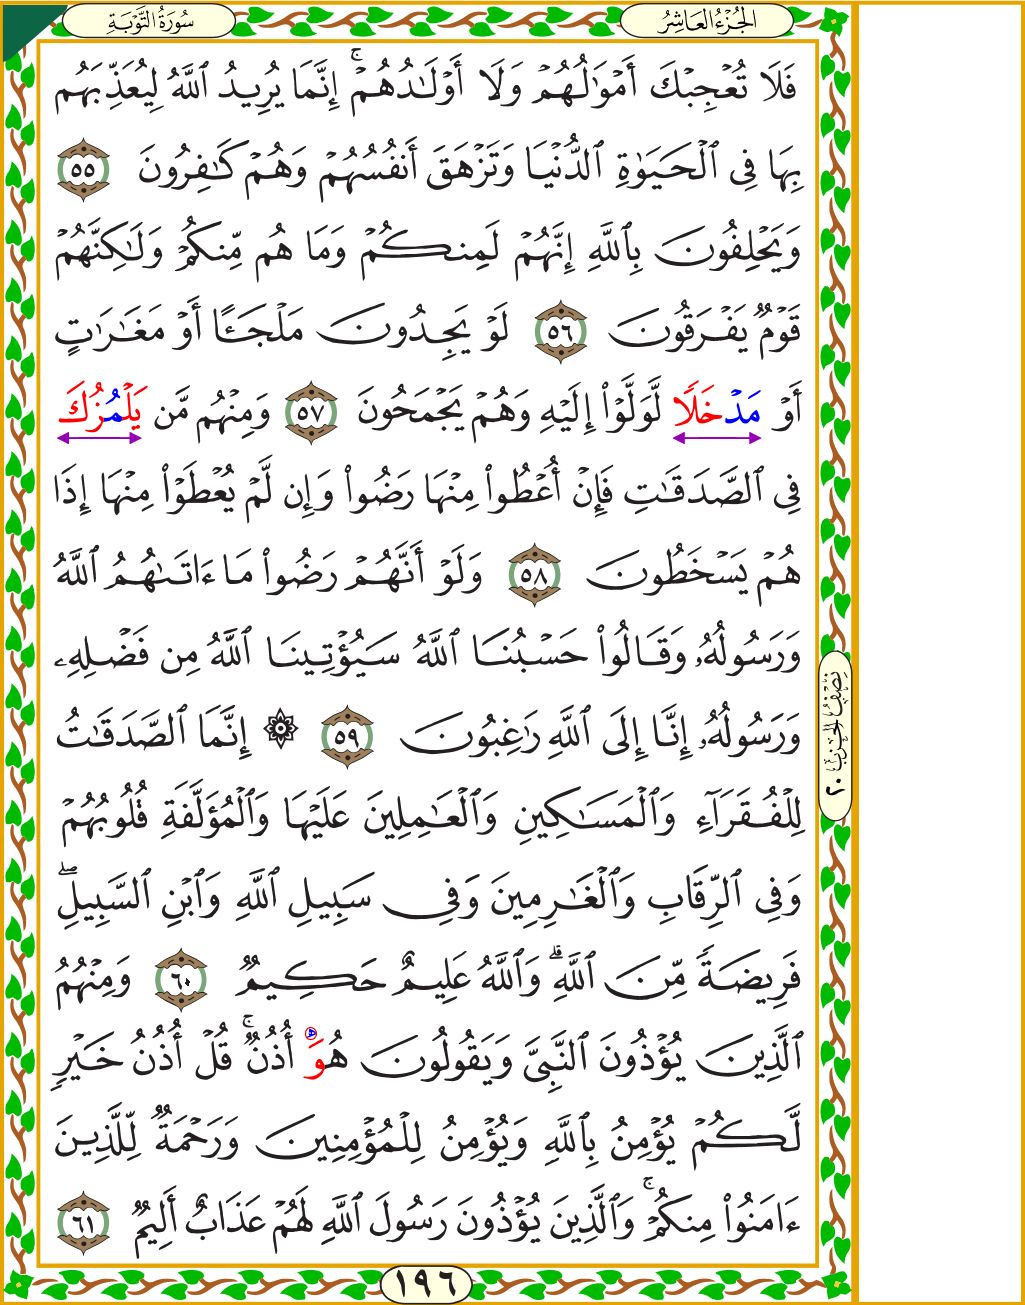 سُورَةُ التَّوْبَةِ
الجُزْءُ العَاشِرُ
فَلَا تُعۡجِبۡكَ أَمۡوَٰلُهُمۡ وَلَآ أَوۡلَٰدُهُمۡۚ إِنَّمَا يُرِيدُ ٱللَّهُ لِيُعَذِّبَهُم
بِهَا فِي ٱلۡحَيَوٰةِ ٱلدُّنۡيَا وَتَزۡهَقَ أَنفُسُهُمۡ وَهُمۡ كَٰفِرُونَ ٥٥
وَيَحۡلِفُونَ بِٱللَّهِ إِنَّهُمۡ لَمِنكُمۡ وَمَا هُم مِّنكُمۡ وَلَٰكِنَّهُمۡ
قَوۡمٞ يَفۡرَقُونَ ٥٦ لَوۡ يَجِدُونَ مَلۡجَـًٔا أَوۡ مَغَٰرَٰتٍ
أَوۡ مَدۡخَلٗا لَّوَلَّوۡاْ إِلَيۡهِ وَهُمۡ يَجۡمَحُونَ ٥٧ وَمِنۡهُم مَّن يَلۡمُزُكَ
فِي ٱلصَّدَقَٰتِ فَإِنۡ أُعۡطُواْ مِنۡهَا رَضُواْ وَإِن لَّمۡ يُعۡطَوۡاْ مِنۡهَآ إِذَا
هُمۡ يَسۡخَطُونَ ٥٨ وَلَوۡ أَنَّهُمۡ رَضُواْ مَآ ءَاتَىٰهُمُ ٱللَّهُ
وَرَسُولُهُۥ وَقَالُواْ حَسۡبُنَا ٱللَّهُ سَيُؤۡتِينَا ٱللَّهُ مِن فَضۡلِهِۦ
وَرَسُولُهُۥٓ إِنَّآ إِلَى ٱللَّهِ رَٰغِبُونَ ٥٩ ۞ إِنَّمَا ٱلصَّدَقَٰتُ
لِلۡفُقَرَآءِ وَٱلۡمَسَٰكِينِ وَٱلۡعَٰمِلِينَ عَلَيۡهَا وَٱلۡمُؤَلَّفَةِ قُلُوبُهُمۡ
وَفِي ٱلرِّقَابِ وَٱلۡغَٰرِمِينَ وَفِي سَبِيلِ ٱللَّهِ وَٱبۡنِ ٱلسَّبِيلِۖ
فَرِيضَةٗ مِّنَ ٱللَّهِۗ وَٱللَّهُ عَلِيمٌ حَكِيمٞ ٦٠ وَمِنۡهُمُ
ٱلَّذِينَ يُؤۡذُونَ ٱلنَّبِيَّ وَيَقُولُونَ هُوَ أُذُنٞۚ قُلۡ أُذُنُ خَيۡرٖ
لَّكُمۡ يُؤۡمِنُ بِٱللَّهِ وَيُؤۡمِنُ لِلۡمُؤۡمِنِينَ وَرَحۡمَةٞ لِّلَّذِينَ
ءَامَنُواْ مِنكُمۡۚ وَٱلَّذِينَ يُؤۡذُونَ رَسُولَ ٱللَّهِ لَهُمۡ عَذَابٌ أَلِيمٞ ٦١
نِصْفُ الحِزْبِ ٢٠
١٩٦